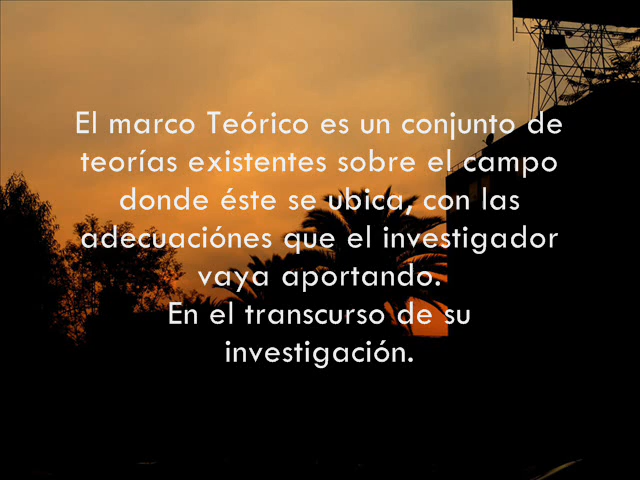 El marco Teórico es un conjunto de
teorías existentes sobre el campo
donde éste se ubica, con las
adecuaciónes que el investigador
vaya aportando.
En el transcurso de su
investigación.